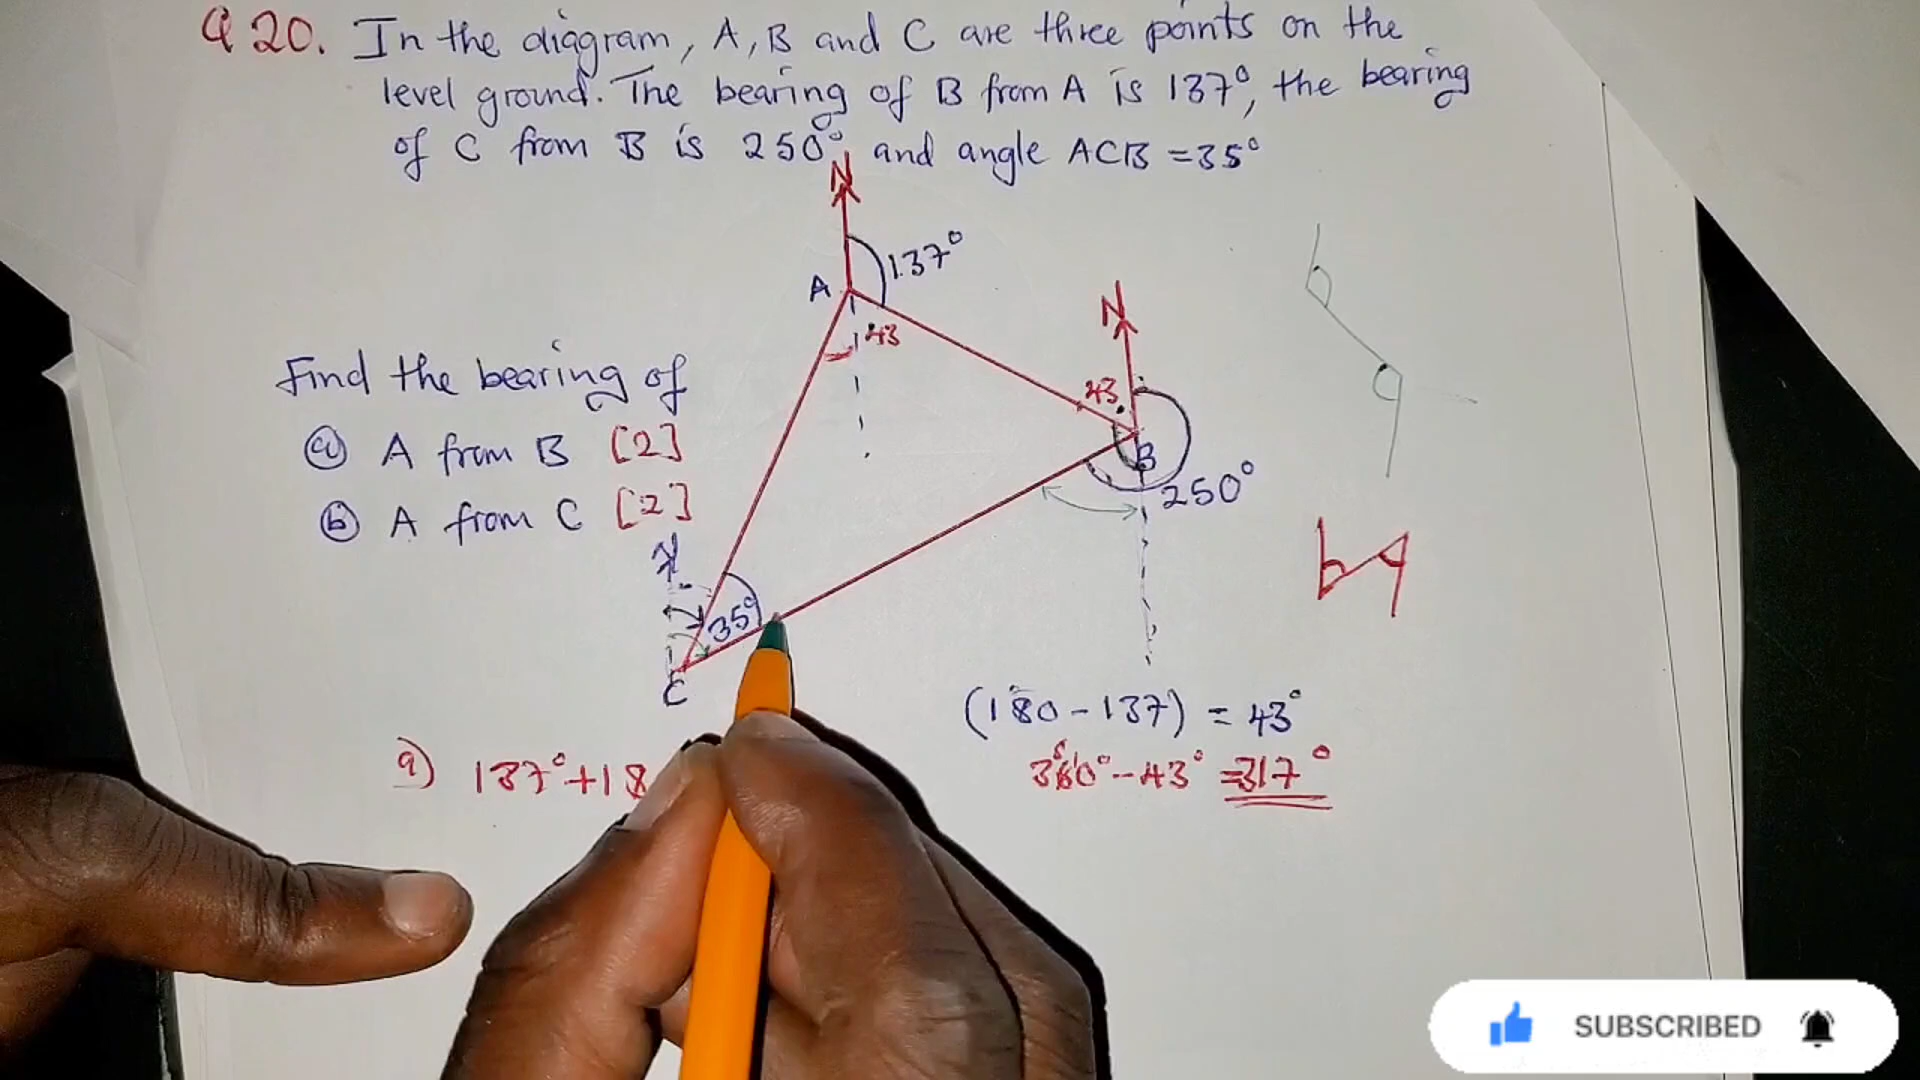 Q 20. In the diagram, A, B and C are three points on the
level ground. The bearing of B from A is 137°, the bearing
of C from B is 250° and angle ACB = 35°
N
137°
A
43
N
43
B
250°
Find the bearing of
(a) A from B [2]
(b) A from C [2]
N
35°
C
(180 - 137) = 43°
a) 137° + 18
360° - 43° = 317°
SUBSCRIBED